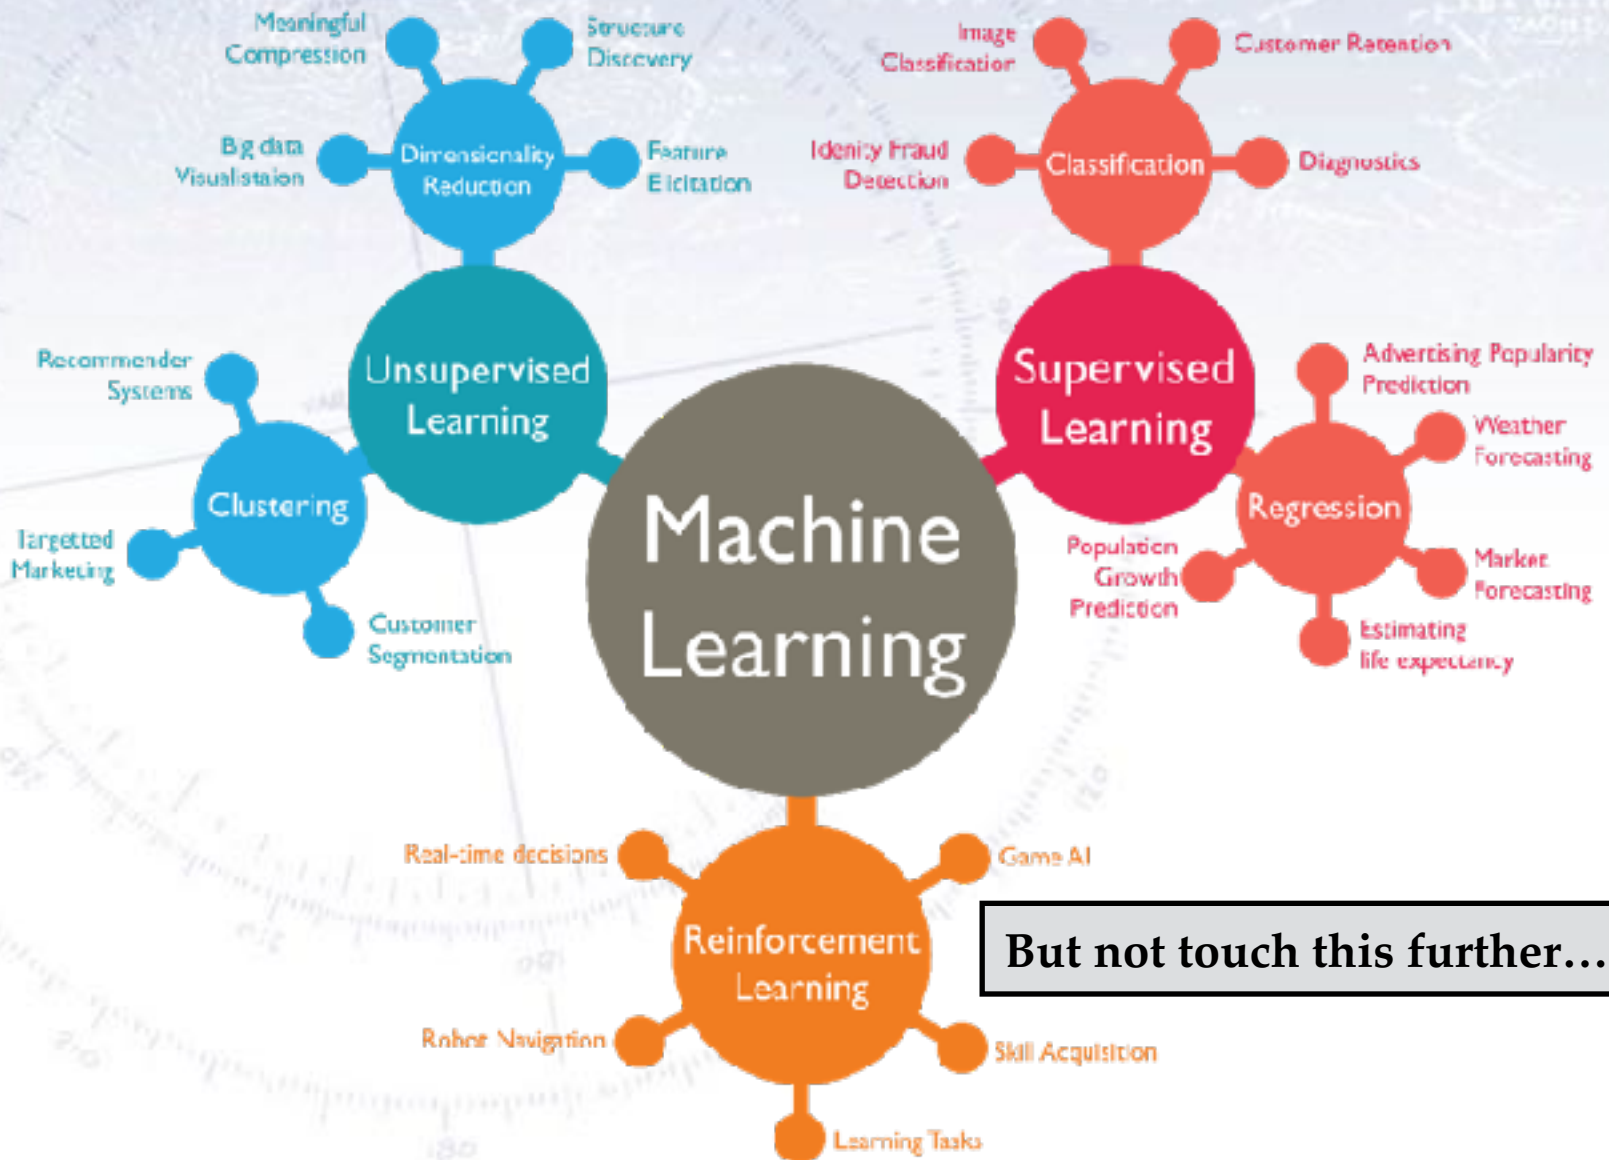 Meaningful
Compression
Structure
Discovery
Big data
Visualistaion
Dimensionality
Reduction
Feature
Elicitation
Image
Classification
Customer Retention
Idenity Fraud
Detection
Classification
Diagnostics
Recommender
Systems
Unsupervised
Learning
Clustering
Targetted
Marketing
Customer
Segmentation
Machine
Learning
Supervised
Learning
Advertising Popularity
Prediction
Weather
Forecasting
Regression
Population
Growth
Prediction
Market
Forecasting
Estimating
life expectancy
Real-time decisions
Game AI
Reinforcement
Learning
But not touch this further…
Robot Navigation
Skill Acquisition
Learning Tasks